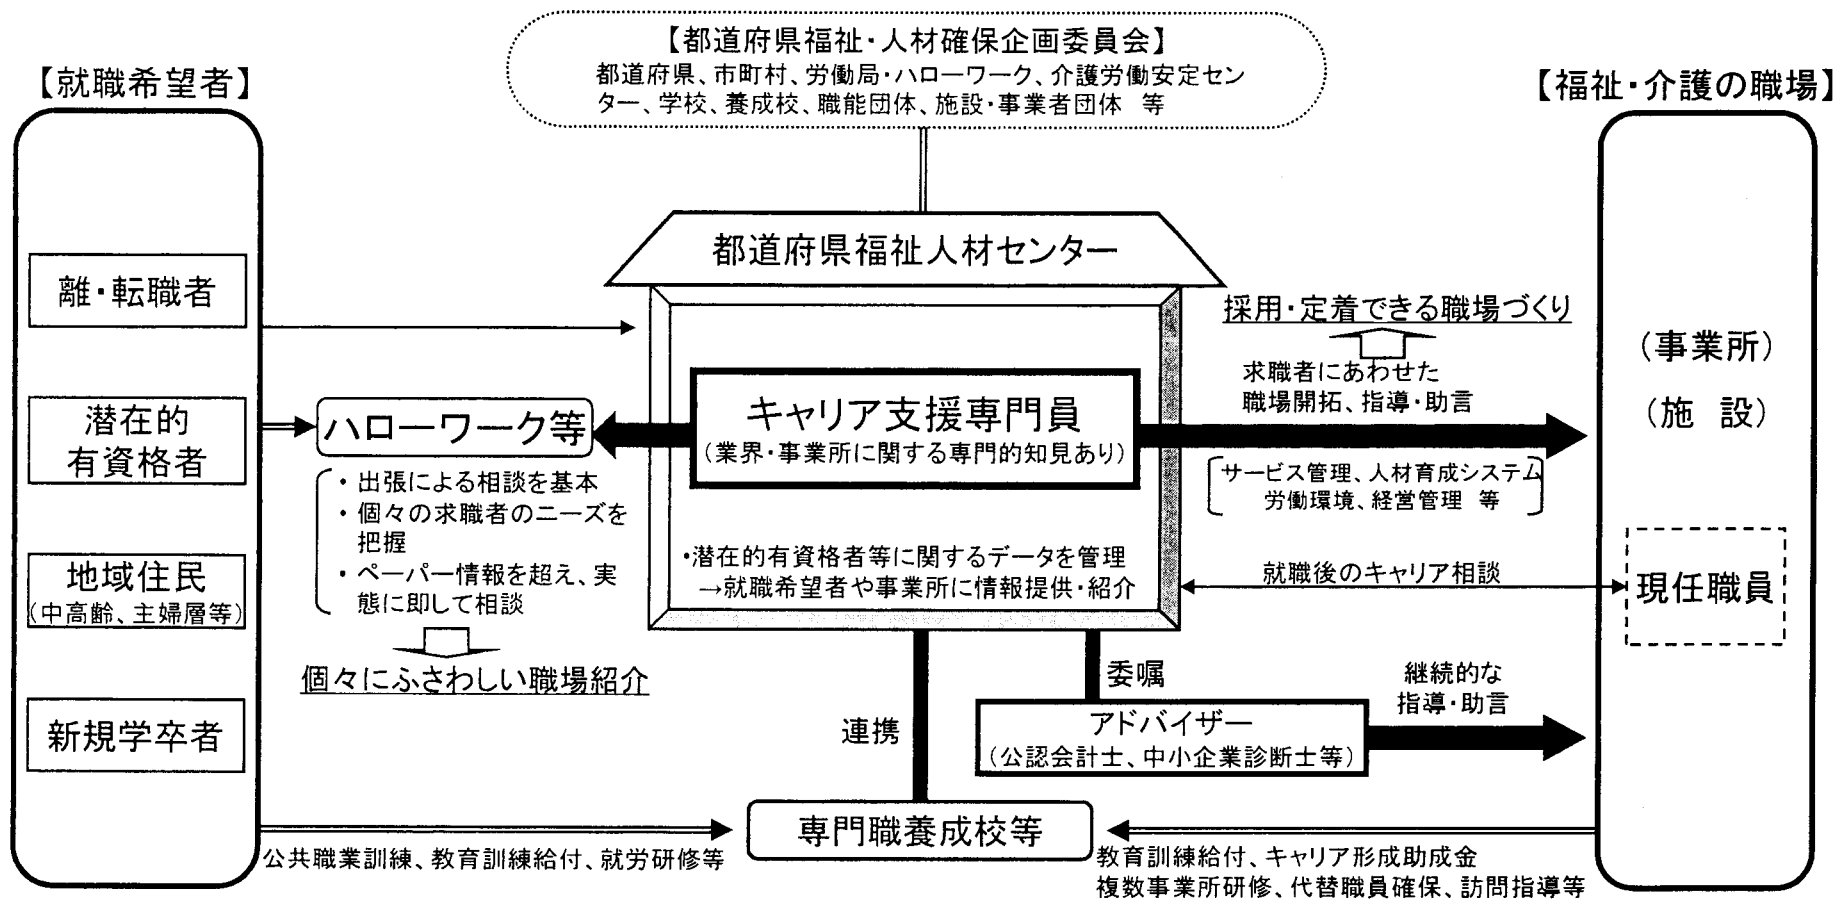 【都道府県福祉・人材確保企画委員会】
都道府県、市町村、労働局・ハローワーク、介護労働安定セン
ター、学校、養成校、職能団体、施設・事業者団体 等
【就職希望者】
離・転職者
潜在的
有資格者
地域住民
(中高齢、主婦層等)
新規学卒者
ハローワーク等
・出張による相談を基本
・個々の求職者のニーズを
把握
・ペーパー情報を超え、実
態に即して相談
個々にふさわしい職場紹介
都道府県福祉人材センター
キャリア支援専門員
(業界・事業所に関する専門的知見あり)
・潜在的有資格者等に関するデータを管理
→就職希望者や事業所に情報提供・紹介
採用・定着できる職場づくり
求職者にあわせた
職場開拓、指導・助言
サービス管理、人材育成システム
労働環境、経営管理 等
就職後のキャリア相談
【福祉・介護の職場】
(事業所)
(施 設)
現任職員
委嘱
連携
アドバイザー
(公認会計士、中小企業診断士等)
継続的な
指導・助言
専門職養成校等
公共職業訓練、教育訓練給付、就労研修等
教育訓練給付、キャリア形成助成金
複数事業所研修、代替職員確保、訪問指導等